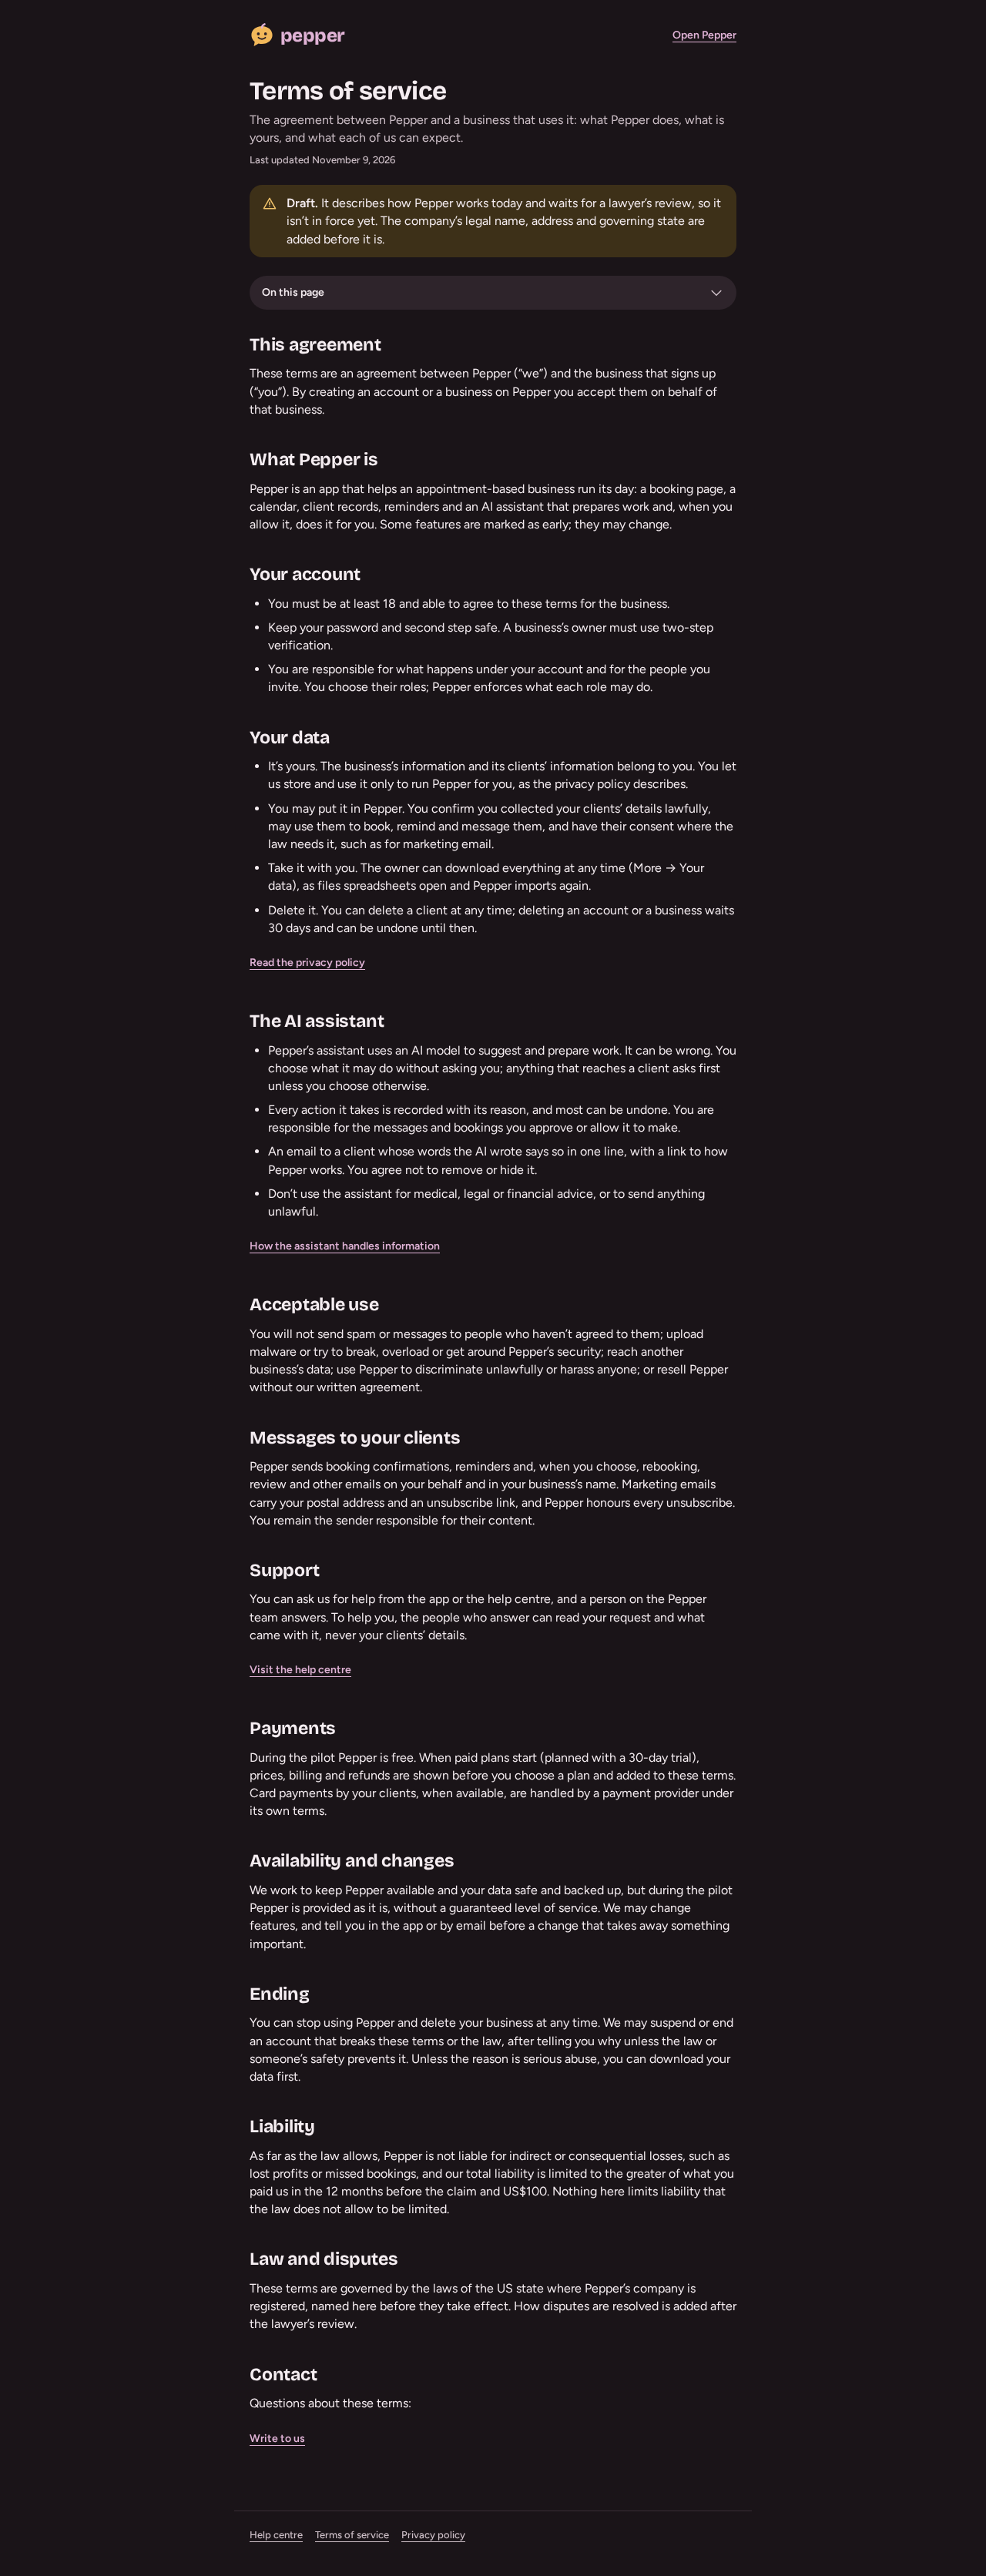 pepper
Open Pepper
Terms of service
The agreement between Pepper and a business that uses it: what Pepper does, what is
yours, and what each of us can expect.
Last updated November 9, 2026
Draft. It describes how Pepper works today and waits for a lawyer’s review, so it
isn’t in force yet. The company’s legal name, address and governing state are
added before it is.
On this page
This agreement
These terms are an agreement between Pepper (“we”) and the business that signs up
(“you”). By creating an account or a business on Pepper you accept them on behalf of
that business.
What Pepper is
Pepper is an app that helps an appointment-based business run its day: a booking page, a
calendar, client records, reminders and an AI assistant that prepares work and, when you
allow it, does it for you. Some features are marked as early; they may change.
Your account
• You must be at least 18 and able to agree to these terms for the business.
• Keep your password and second step safe. A business’s owner must use two-step
verification.
• You are responsible for what happens under your account and for the people you
invite. You choose their roles; Pepper enforces what each role may do.
Your data
• It’s yours. The business’s information and its clients’ information belong to you. You let
us store and use it only to run Pepper for you, as the privacy policy describes.
• You may put it in Pepper. You confirm you collected your clients’ details lawfully,
may use them to book, remind and message them, and have their consent where the
law needs it, such as for marketing email.
• Take it with you. The owner can download everything at any time (More → Your
data), as files spreadsheets open and Pepper imports again.
• Delete it. You can delete a client at any time; deleting an account or a business waits
30 days and can be undone until then.
Read the privacy policy
The AI assistant
• Pepper’s assistant uses an AI model to suggest and prepare work. It can be wrong. You
choose what it may do without asking you; anything that reaches a client asks first
unless you choose otherwise.
• Every action it takes is recorded with its reason, and most can be undone. You are
responsible for the messages and bookings you approve or allow it to make.
• An email to a client whose words the AI wrote says so in one line, with a link to how
Pepper works. You agree not to remove or hide it.
• Don’t use the assistant for medical, legal or financial advice, or to send anything
unlawful.
How the assistant handles information
Acceptable use
You will not send spam or messages to people who haven’t agreed to them; upload
malware or try to break, overload or get around Pepper’s security; reach another
business’s data; use Pepper to discriminate unlawfully or harass anyone; or resell Pepper
without our written agreement.
Messages to your clients
Pepper sends booking confirmations, reminders and, when you choose, rebooking,
review and other emails on your behalf and in your business’s name. Marketing emails
carry your postal address and an unsubscribe link, and Pepper honours every unsubscribe.
You remain the sender responsible for their content.
Support
You can ask us for help from the app or the help centre, and a person on the Pepper
team answers. To help you, the people who answer can read your request and what
came with it, never your clients’ details.
Visit the help centre
Payments
During the pilot Pepper is free. When paid plans start (planned with a 30-day trial),
prices, billing and refunds are shown before you choose a plan and added to these terms.
Card payments by your clients, when available, are handled by a payment provider under
its own terms.
Availability and changes
We work to keep Pepper available and your data safe and backed up, but during the pilot
Pepper is provided as it is, without a guaranteed level of service. We may change
features, and tell you in the app or by email before a change that takes away something
important.
Ending
You can stop using Pepper and delete your business at any time. We may suspend or end
an account that breaks these terms or the law, after telling you why unless the law or
someone’s safety prevents it. Unless the reason is serious abuse, you can download your
data first.
Liability
As far as the law allows, Pepper is not liable for indirect or consequential losses, such as
lost profits or missed bookings, and our total liability is limited to the greater of what you
paid us in the 12 months before the claim and US$100. Nothing here limits liability that
the law does not allow to be limited.
Law and disputes
These terms are governed by the laws of the US state where Pepper’s company is
registered, named here before they take effect. How disputes are resolved is added after
the lawyer’s review.
Contact
Questions about these terms:
Write to us
Help centre
Terms of service
Privacy policy